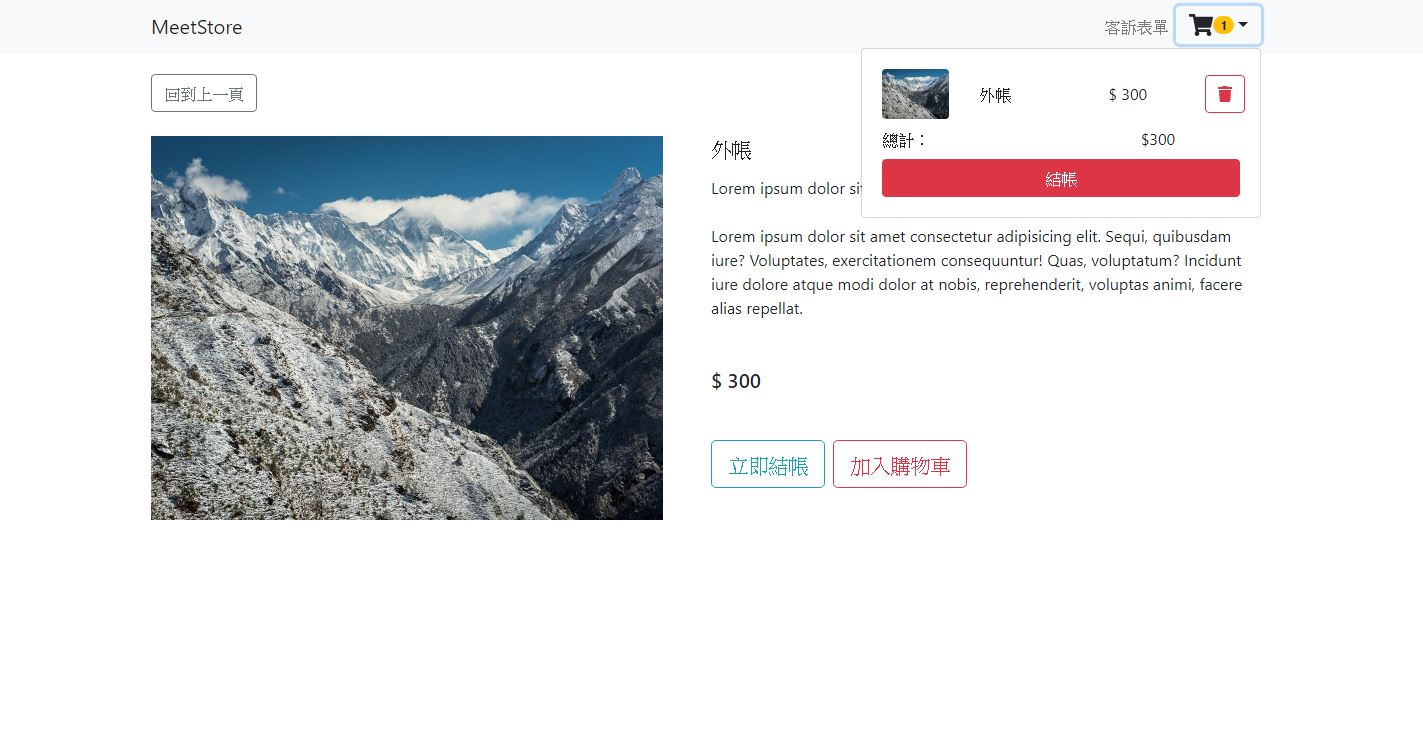 MeetStore
客訴表單
1
外帳
$ 300
總計：
$300
結帳
回到上一頁
外帳
Lorem ipsum dolor sit
Lorem ipsum dolor sit amet consectetur adipisicing elit. Sequi, quibusdam
iure? Voluptates, exercitationem consequuntur! Quas, voluptatum? Incidunt
iure dolore atque modi dolor at nobis, reprehenderit, voluptas animi, facere
alias repellat.
$ 300
立即結帳
加入購物車